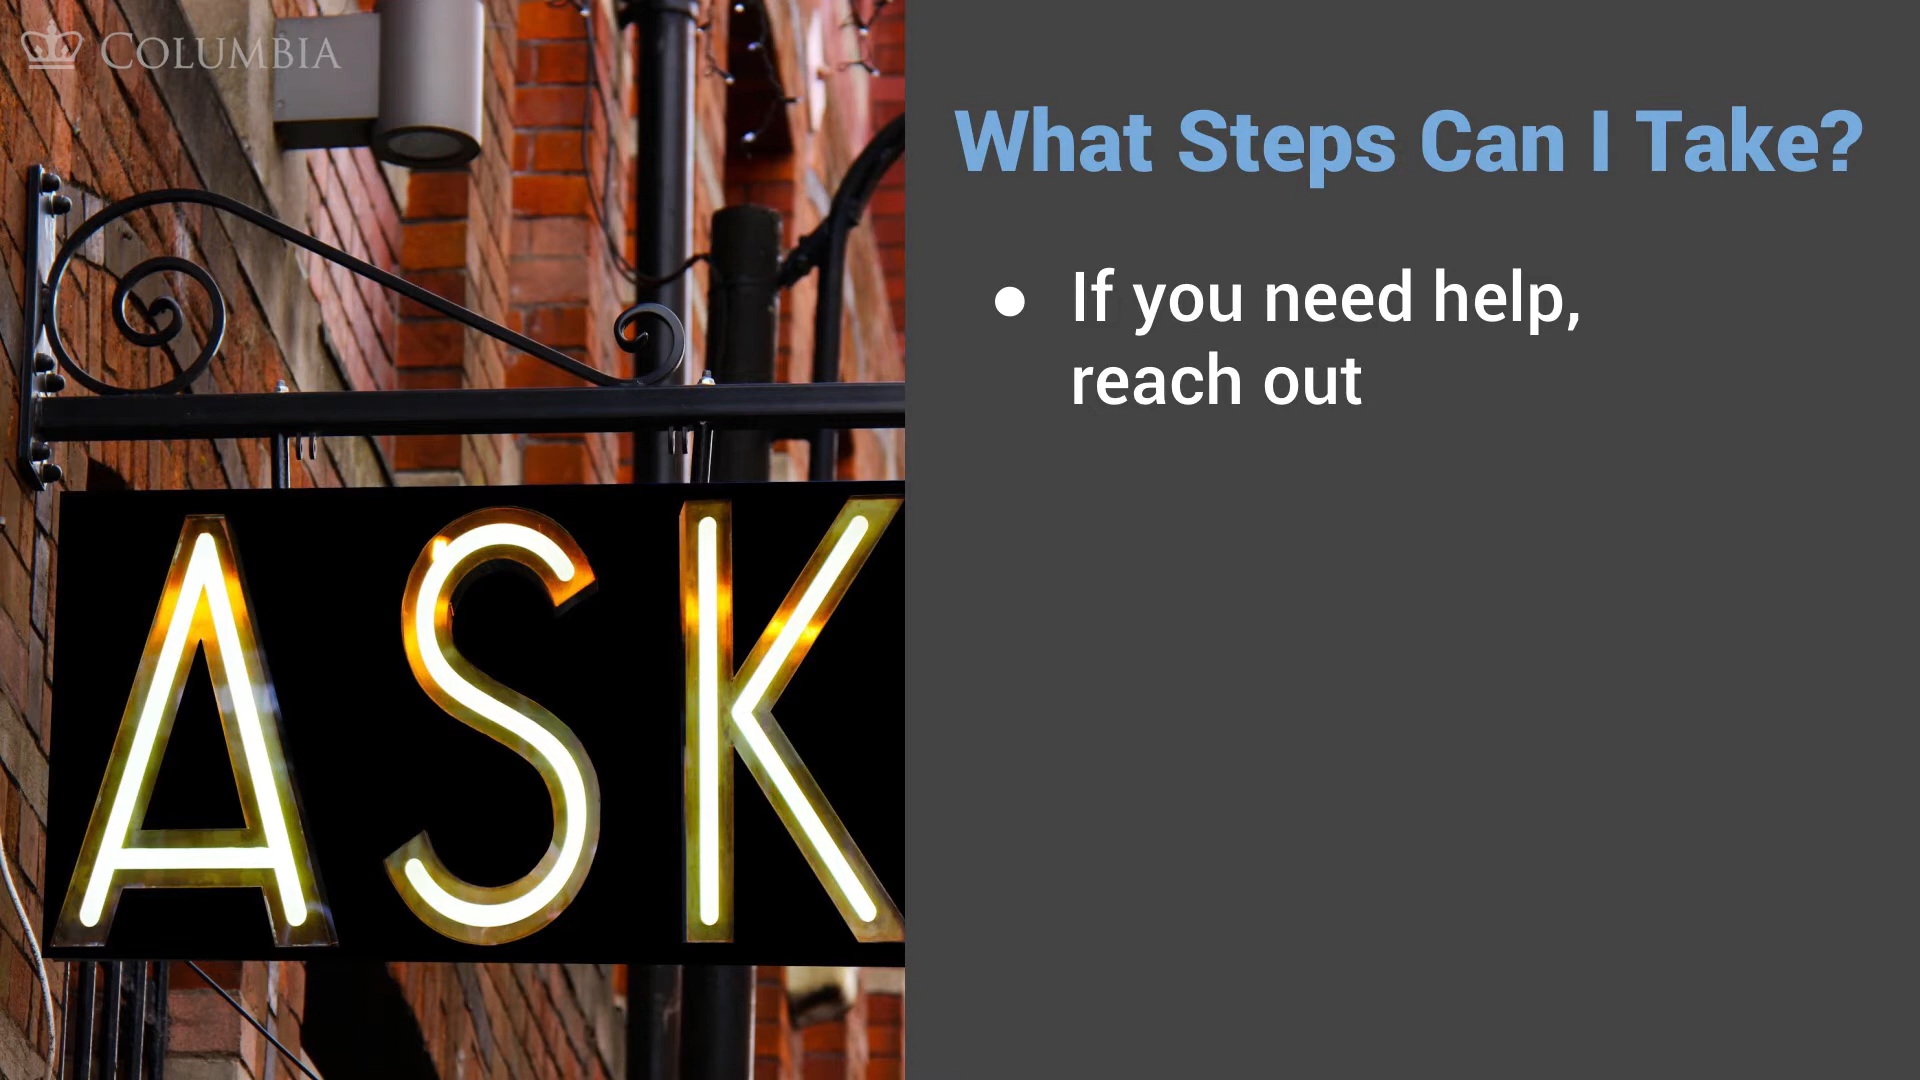 COLUMBIA
What Steps Can I Take?
● If you need help,
reach out
ASK